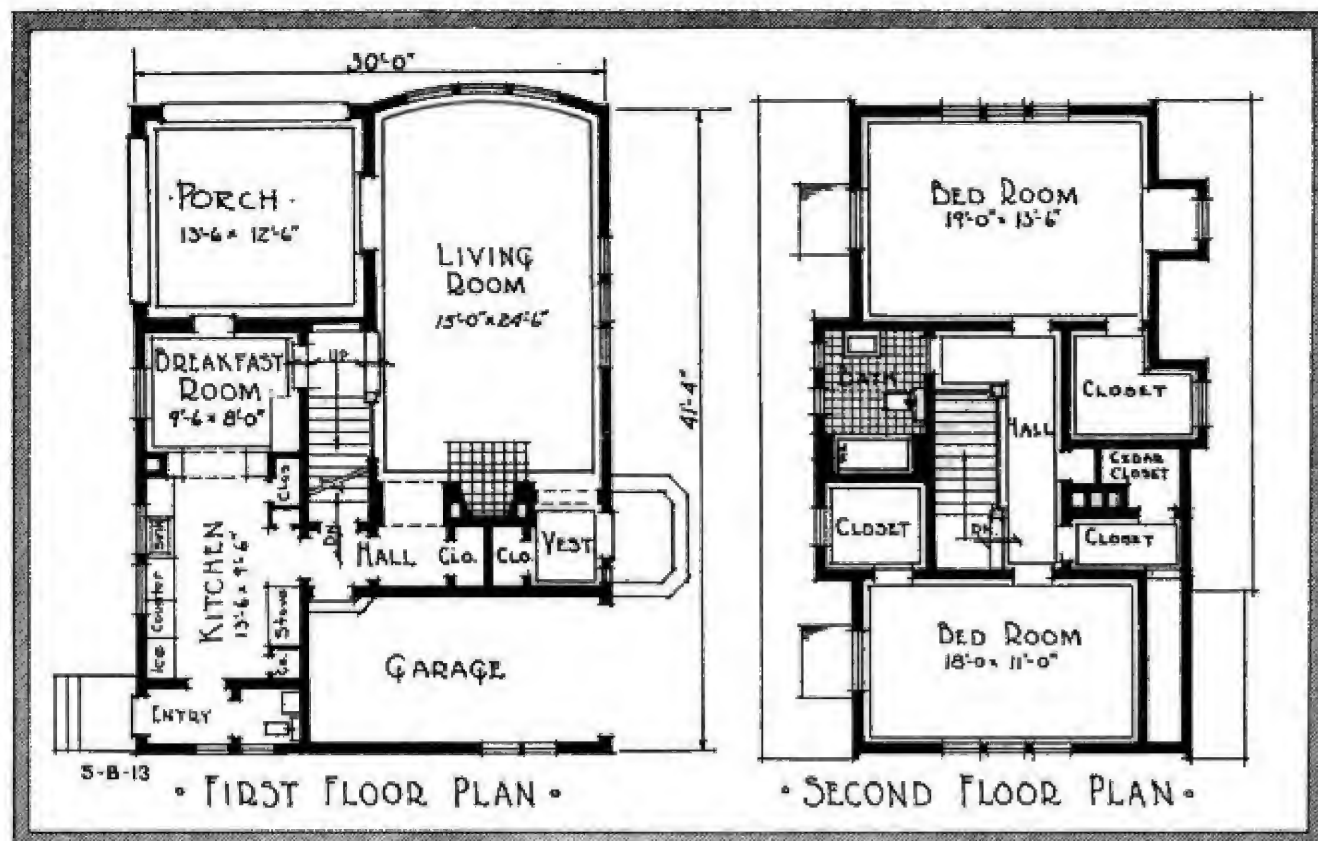 30'-0"
·PORCH·
13'-6 × 12'-6"
LIVING
ROOM
15'-0" × 24'-6"
BREAKFAST
ROOM
9'-6 × 8'-0"
UP
41'-4"
CLO
SINK
KITCHEN
13'-6 × 9'-6"
DN
HALL
CLO.
CLO.
VEST
Counter
Stove
Ice
GARAGE
ENTRY
S-B-13
• FIRST FLOOR PLAN •
BED ROOM
19'-0" × 13'-6"
BATH
HALL
CLOSET
CEDAR
CLOSET
CLOSET
DN
CLOSET
BED ROOM
18'-0 × 11'-0"
• SECOND FLOOR PLAN •